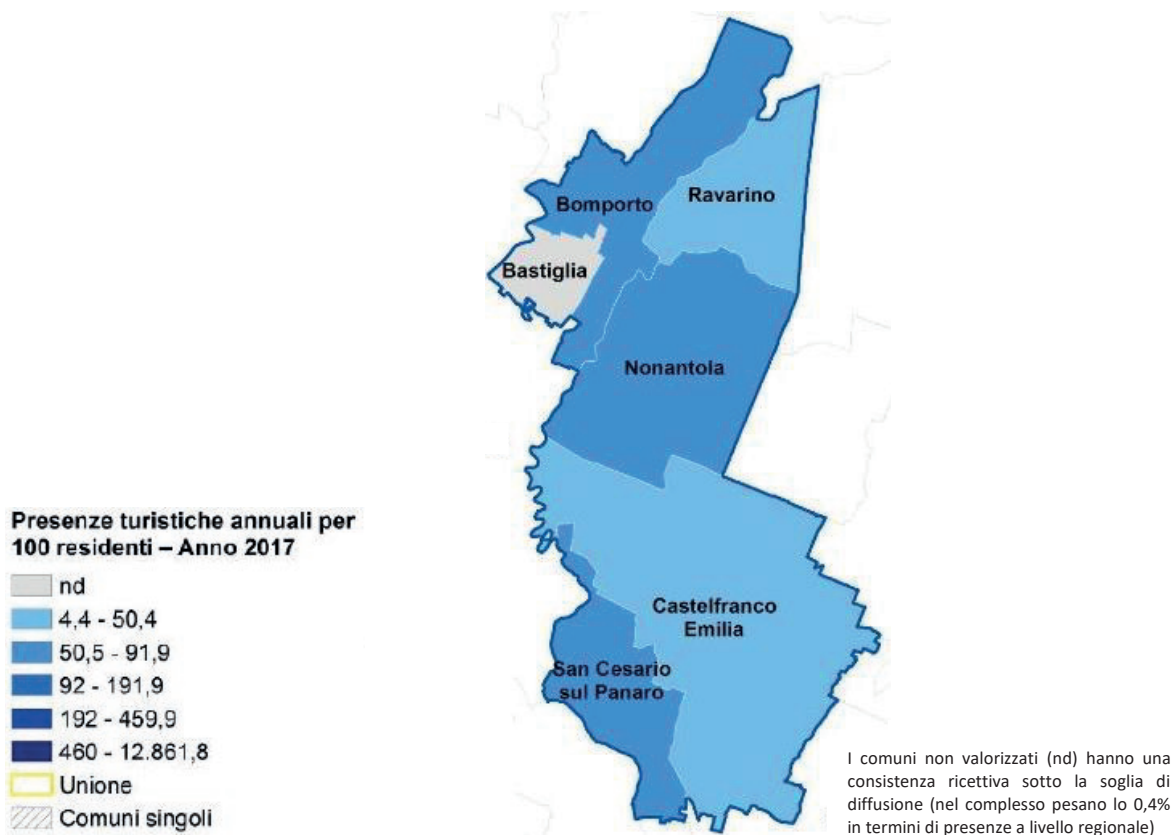 Bomporto
Ravarino
Bastiglia
Nonantola
Castelfranco
Emilia
San Cesario
sul Panaro
Presenze turistiche annuali per
100 residenti – Anno 2017
nd
4,4 - 50,4
50,5 - 91,9
92 - 191,9
192 - 459,9
460 - 12.861,8
Unione
Comuni singoli
I comuni non valorizzati (nd) hanno una
consistenza ricettiva sotto la soglia di
diffusione (nel complesso pesano lo 0,4%
in termini di presenze a livello regionale)